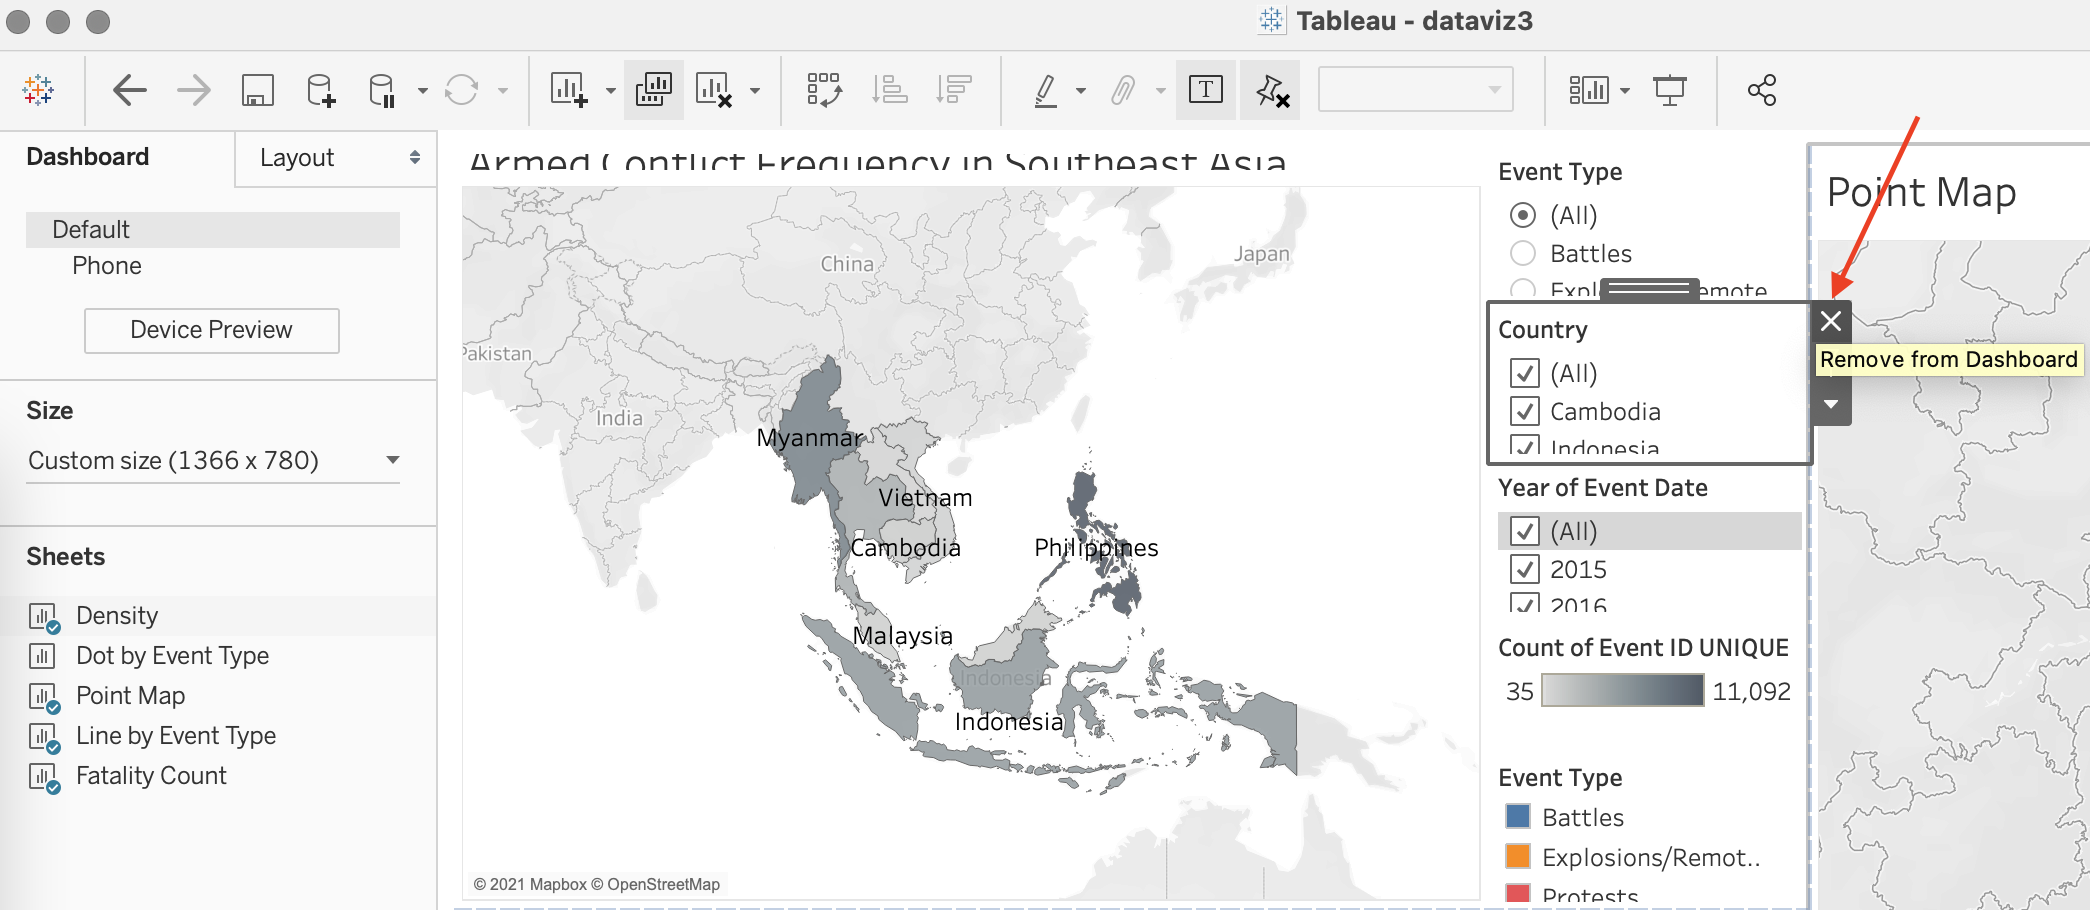 Tableau - dataviz3
Dashboard
Layout
Default
Phone
Device Preview
Size
Custom size (1366 x 780)
Sheets
Density
Dot by Event Type
Point Map
Line by Event Type
Fatality Count
Armed Conflict Frequency in Southeast Asia
China
Japan
Pakistan
India
Myanmar
Vietnam
Cambodia
Philippines
Malaysia
Indonesia
Indonesia
© 2021 Mapbox © OpenStreetMap
Event Type
(All)
Battles
Expl emote
Country
(All)
Cambodia
Indonesia
Year of Event Date
(All)
2015
2016
Count of Event ID UNIQUE
35 11,092
Event Type
Battles
Explosions/Remot..
Protests
Point Map
Remove from Dashboard